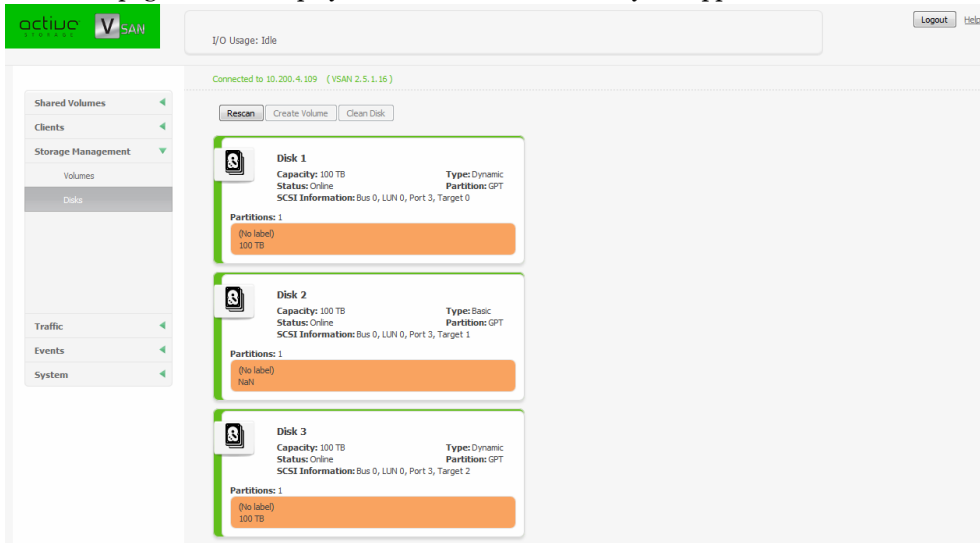 active VSAN
STORAGE
I/O Usage: Idle
Logout Help
Connected to 10.200.4.109 ( VSAN 2.5.1.16 )
Shared Volumes
Clients
Storage Management
Volumes
Disks
Traffic
Events
System
Rescan Create Volume Clean Disk
Disk 1
Capacity: 100 TB Type: Dynamic
Status: Online Partition: GPT
SCSI Information: Bus 0, LUN 0, Port 3, Target 0
Partitions: 1
(No label)
100 TB
Disk 2
Capacity: 100 TB Type: Basic
Status: Online Partition: GPT
SCSI Information: Bus 0, LUN 0, Port 3, Target 1
Partitions: 1
(No label)
NaN
Disk 3
Capacity: 100 TB Type: Dynamic
Status: Online Partition: GPT
SCSI Information: Bus 0, LUN 0, Port 3, Target 2
Partitions: 1
(No label)
100 TB